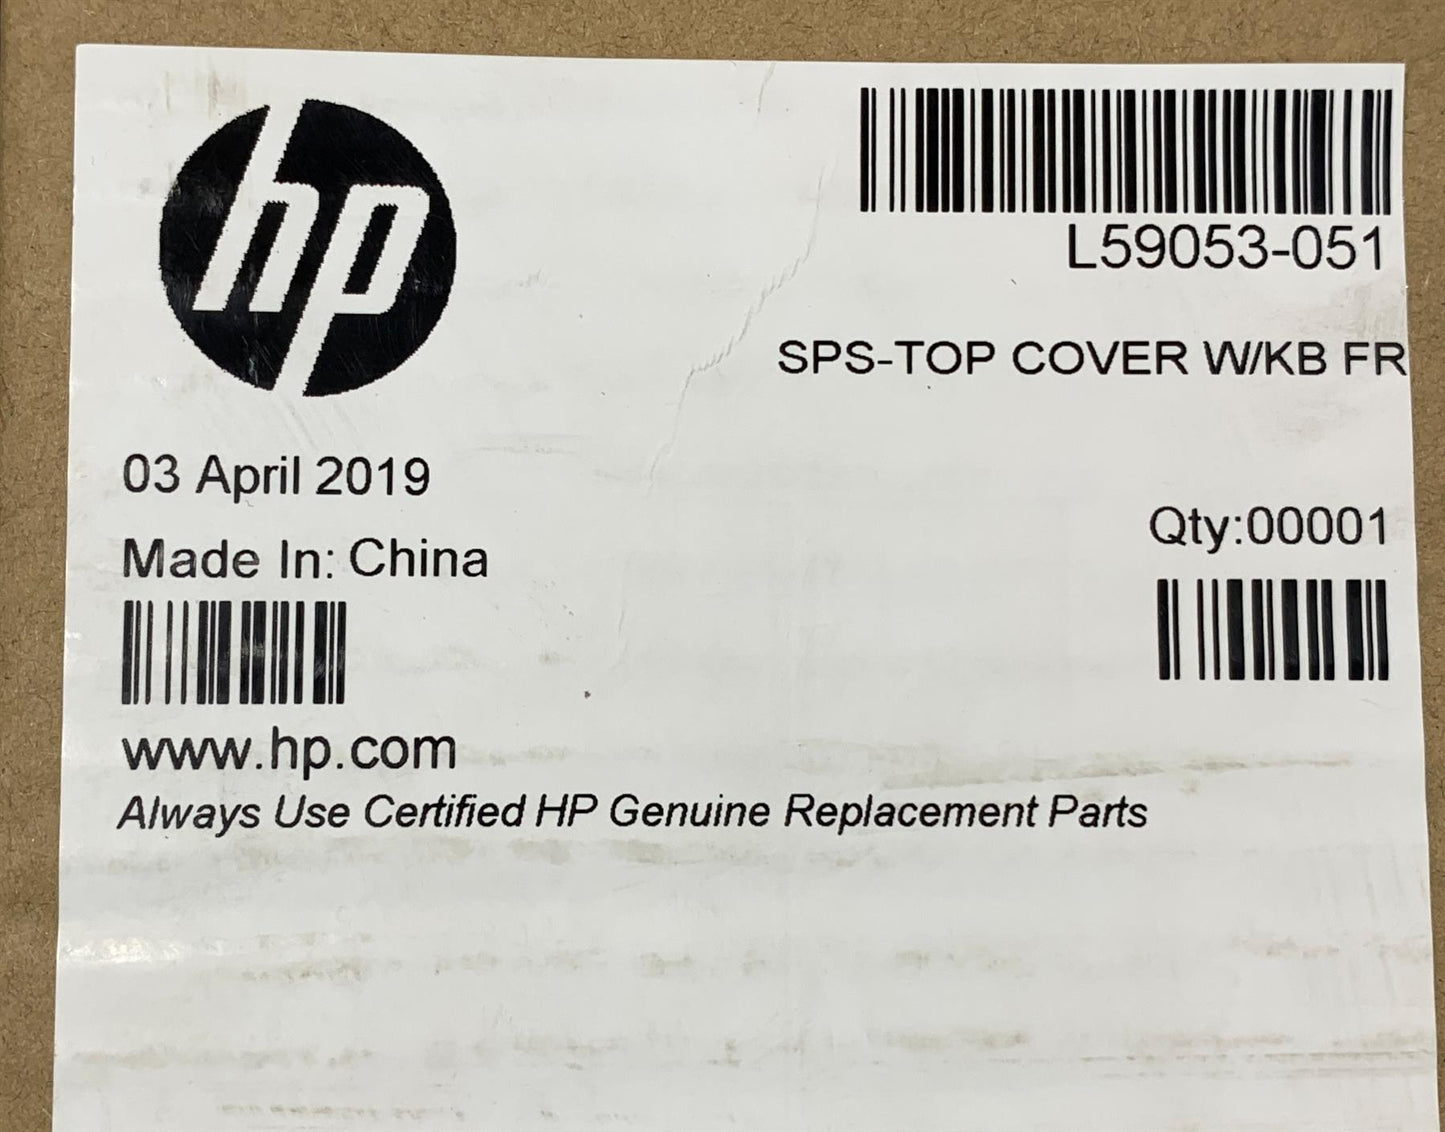 hp
L59053-051
SPS-TOP COVER W/KB FR
03 April 2019
Qty:00001
Made In: China
www.hp.com
Always Use Certified HP Genuine Replacement Parts